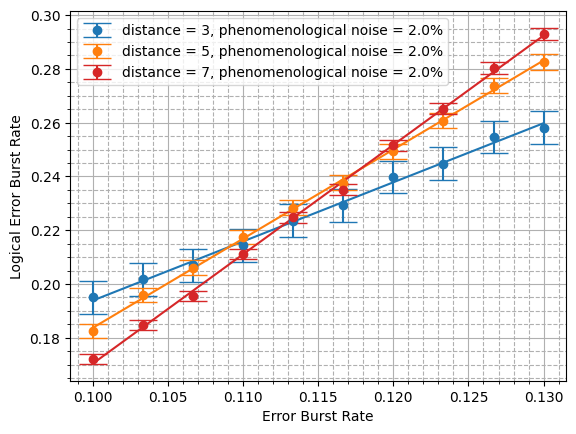 distance = 3, phenomenological noise = 2.0%
distance = 5, phenomenological noise = 2.0%
distance = 7, phenomenological noise = 2.0%
Logical Error Burst Rate
0.30
0.28
0.26
0.24
0.22
0.20
0.18
0.100 0.105 0.110 0.115 0.120 0.125 0.130
Error Burst Rate